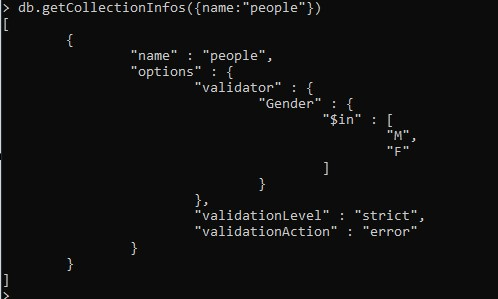 > db.getCollectionInfos({name:"people"})
[
        {
                "name" : "people",
                "options" : {
                        "validator" : {
                                "Gender" : {
                                        "$in" : [
                                                "M",
                                                "F"
                                        ]
                                }
                        },
                        "validationLevel" : "strict",
                        "validationAction" : "error"
                }
        }
]
>